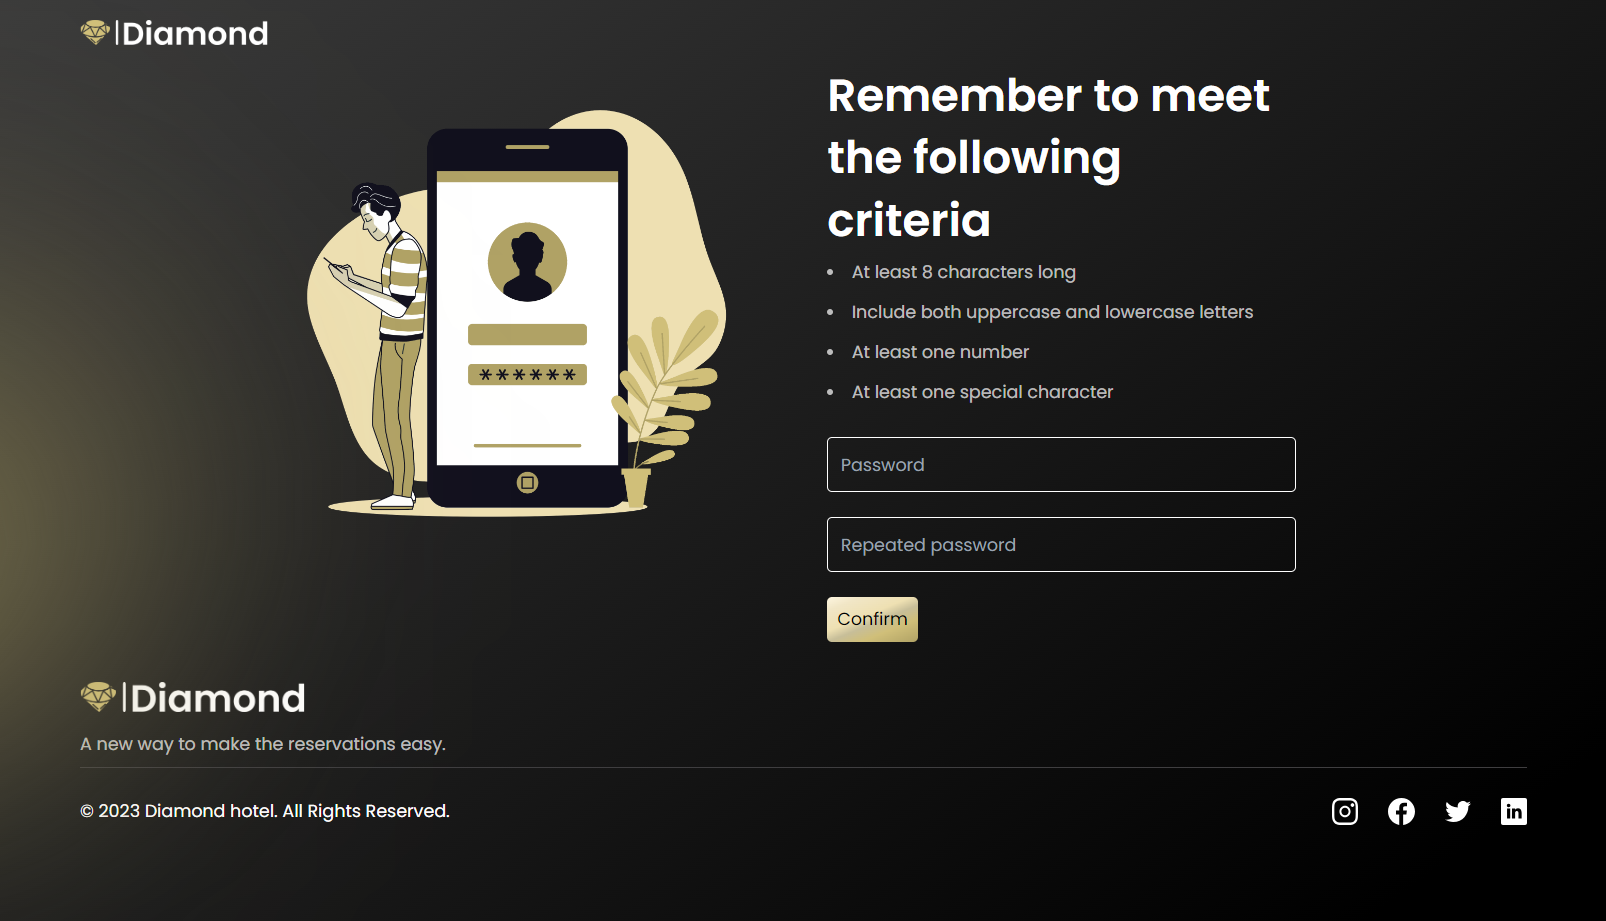 Diamond
Remember to meet
the following
criteria
At least 8 characters long
Include both uppercase and lowercase letters
At least one number
At least one special character
******
Password
Repeated password
Confirm
Diamond
A new way to make the reservations easy.
© 2023 Diamond hotel. All Rights Reserved.
in